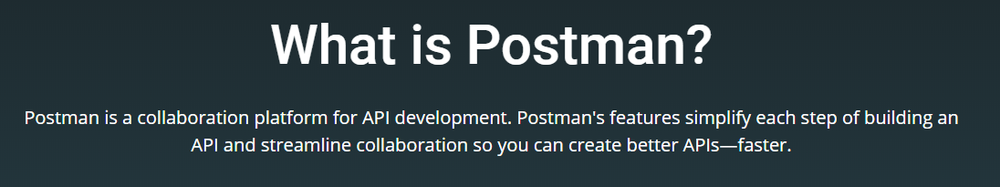 What is Postman?
Postman is a collaboration platform for API development. Postman's features simplify each step of building an
API and streamline collaboration so you can create better APIs—faster.